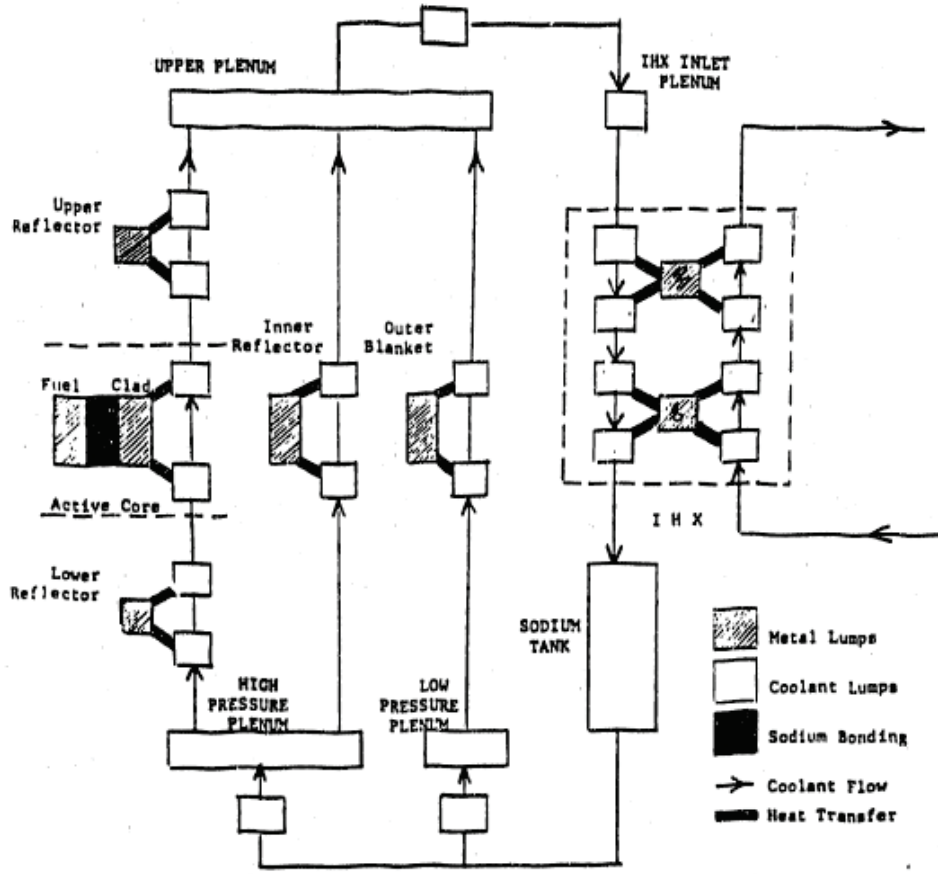 UPPER PLENUM
IHX INLET
PLENUM
Upper
Reflector
Inner
Reflector
Outer
Blanket
Fuel
Clad
Active Core
I H X
Lower
Reflector
SODIUM
TANK
HIGH
PRESSURE
PLENUM
LOW
PRESSURE
PLENUM
Metal Lumps
Coolant Lumps
Sodium Bonding
Coolant Flow
Heat Transfer